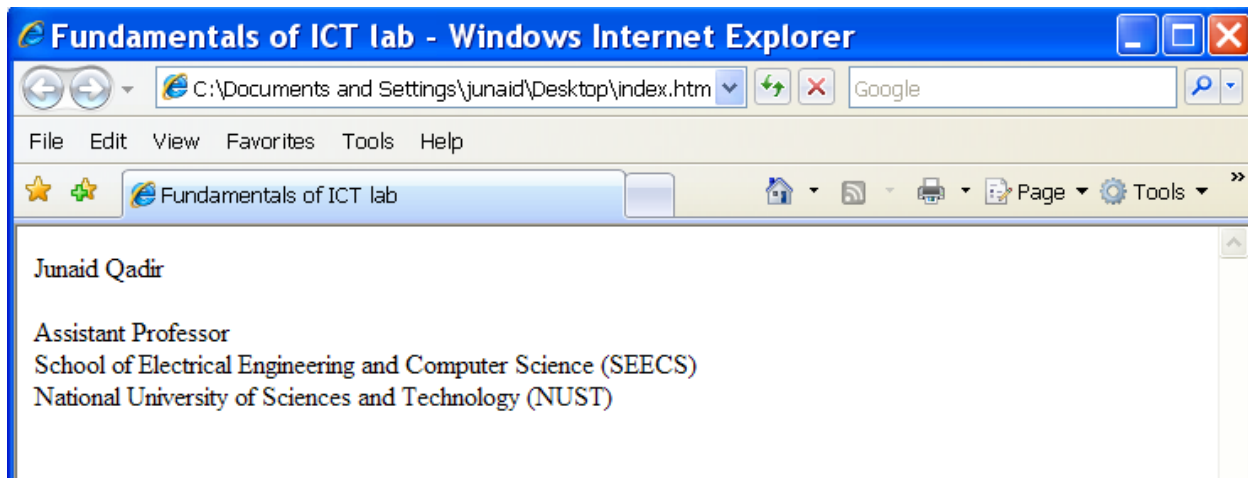 Fundamentals of ICT lab - Windows Internet Explorer
C:\Documents and Settings\junaid\Desktop\index.htm
Google
File Edit View Favorites Tools Help
Fundamentals of ICT lab
Page
Tools
»
Junaid Qadir
Assistant Professor
School of Electrical Engineering and Computer Science (SEECS)
National University of Sciences and Technology (NUST)